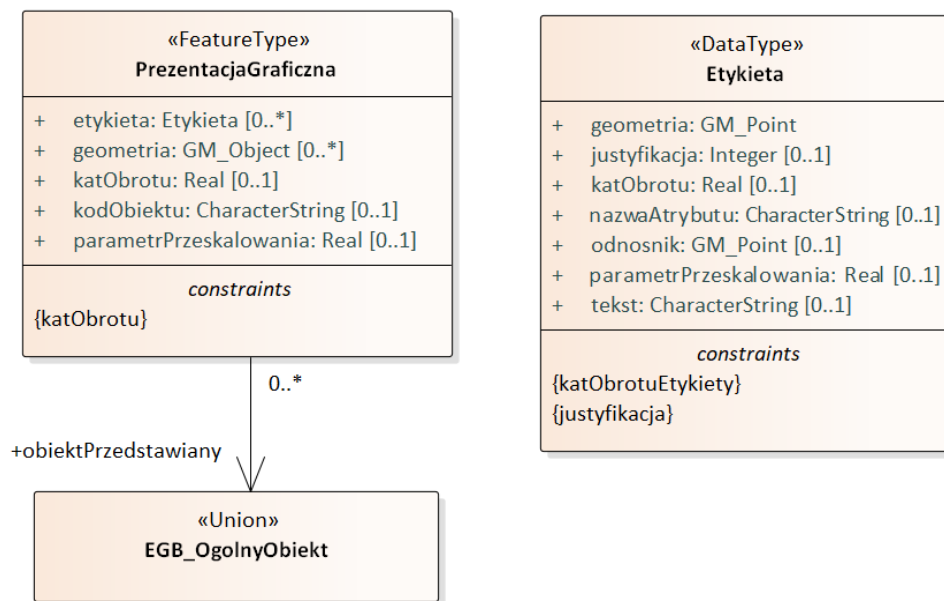 «FeatureType»
PrezentacjaGraficzna
+ etykieta: Etykieta [0..*]
+ geometria: GM_Object [0..*]
+ katObrotu: Real [0..1]
+ kodObiektu: CharacterString [0..1]
+ parametrPrzeskalowania: Real [0..1]
constraints
{katObrotu}
0..*
+obiektPrzedstawiany
«Union»
EGB_OgolnyObiekt
«DataType»
Etykieta
+ geometria: GM_Point
+ justyfikacja: Integer [0..1]
+ katObrotu: Real [0..1]
+ nazwaAtrybutu: CharacterString [0..1]
+ odnosnik: GM_Point [0..1]
+ parametrPrzeskalowania: Real [0..1]
+ tekst: CharacterString [0..1]
constraints
{katObrotuEtykiety}
{justyfikacja}